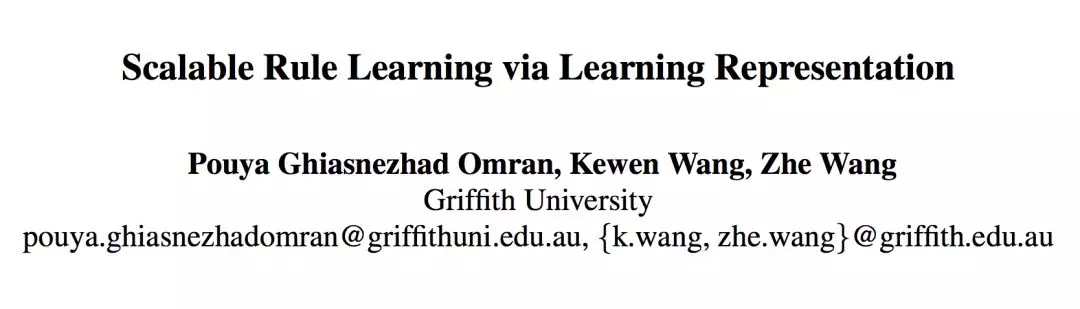 Scalable Rule Learning via Learning Representation
Pouya Ghiasnezhad Omran, Kewen Wang, Zhe Wang
Griffith University
pouya.ghiasnezhadomran@griffithuni.edu.au, {k.wang, zhe.wang}@griffith.edu.au